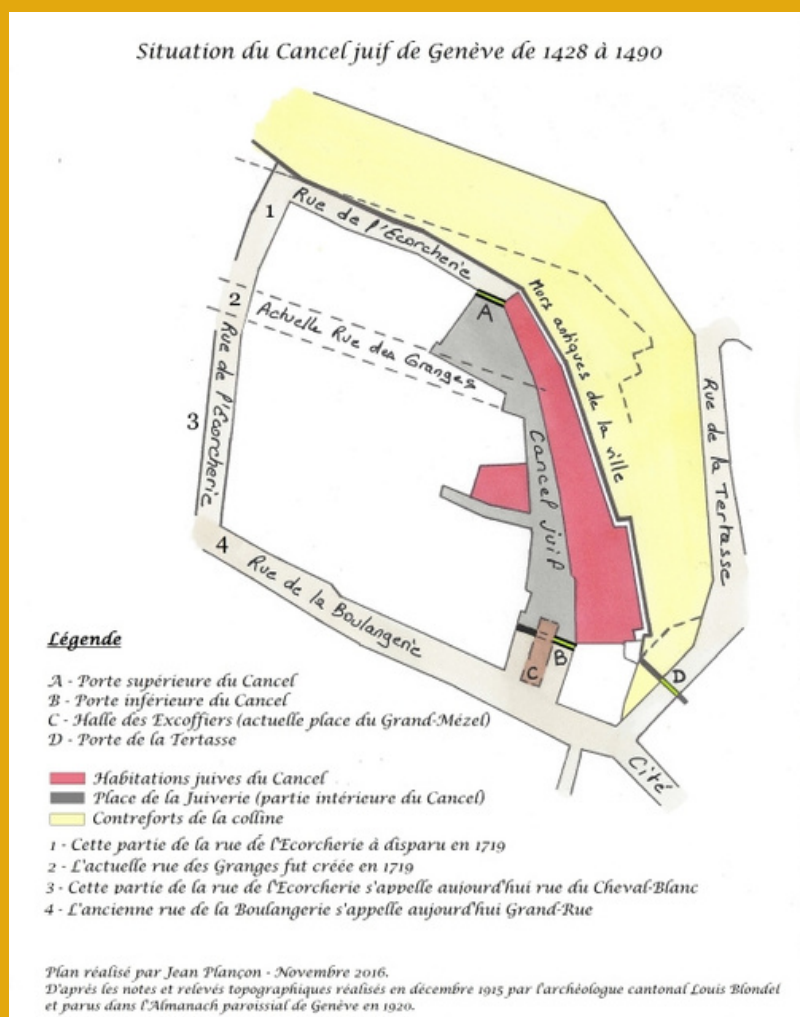 Situation du Cancel juif de Genève de 1428 à 1490
1
Rue de l'Ecorcherie
2
Actuelle Rue des Granges
A
Murs antiques de la ville
3
Rue de l'Ecorcherie
Cancel juif
Rue de la Tertasse
4
Rue de la Boulangerie
B
C
D
Cité
Légende
A - Porte supérieure du Cancel
B - Porte inférieure du Cancel
C - Halle des Excoffiers (actuelle place du Grand-Mézel)
D - Porte de la Tertasse
Habitations juives du Cancel
Place de la Juiverie (partie intérieure du Cancel)
Contreforts de la colline
1 - Cette partie de la rue de l'Ecorcherie à disparu en 1719
2 - L'actuelle rue des Granges fut créée en 1719
3 - Cette partie de la rue de l'Ecorcherie s'appelle aujourd'hui rue du Cheval-Blanc
4 - L'ancienne rue de la Boulangerie s'appelle aujourd'hui Grand-Rue
Plan réalisé par Jean Plançon - Novembre 2016.
D'après les notes et relevés topographiques réalisés en décembre 1915 par l'archéologue cantonal Louis Blondel
et parus dans l'Almanach paroissial de Genève en 1920.